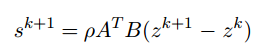 s^{k+1} = ρA^T B(z^{k+1} − z^k)